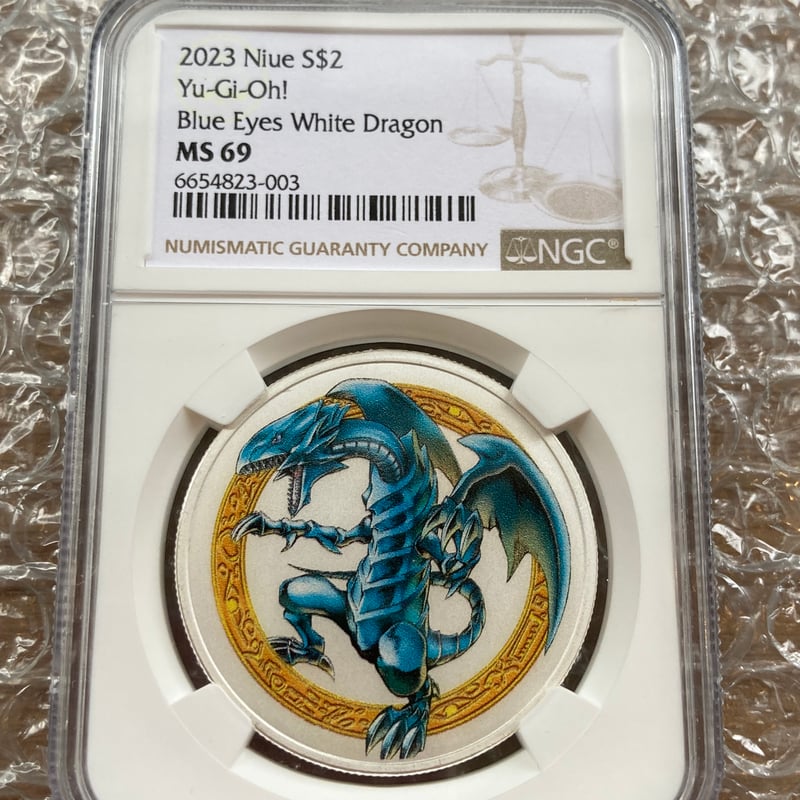 2023 Niue S$2
Yu-Gi-Oh!
Blue Eyes White Dragon
MS 69
6654823-003
NUMISMATIC GUARANTY COMPANY
NGC®